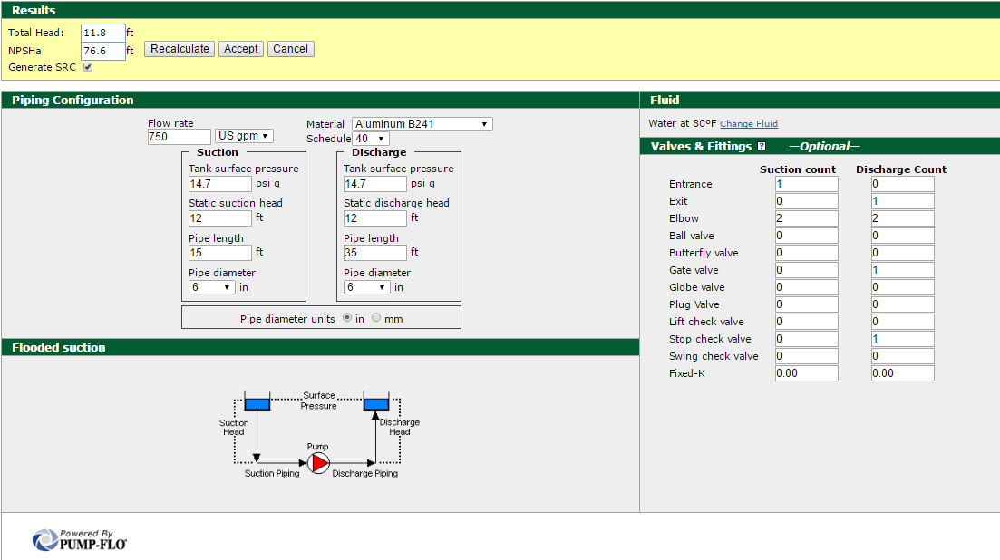 Results
Total Head: 11.8 ft
NPSHa 76.6 ft Recalculate Accept Cancel
Generate SRC
Piping Configuration
Flow rate
750 US gpm
Material Aluminum B241
Schedule 40
Suction
Tank surface pressure
14.7 psi g
Static suction head
12 ft
Pipe length
15 ft
Pipe diameter
6 in
Discharge
Tank surface pressure
14.7 psi g
Static discharge head
12 ft
Pipe length
35 ft
Pipe diameter
6 in
Pipe diameter units in mm
Flooded suction
Surface
Pressure
Suction
Head
Discharge
Head
Pump
Suction Piping
Discharge Piping
Fluid
Water at 80ºF Change Fluid
Valves & Fittings ? —Optional—
Suction count Discharge Count
Entrance 1 0
Exit 0 1
Elbow 2 2
Ball valve 0 0
Butterfly valve 0 0
Gate valve 0 1
Globe valve 0 0
Plug Valve 0 0
Lift check valve 0 0
Stop check valve 0 1
Swing check valve 0 0
Fixed-K 0.00 0.00
Powered By
PUMP-FLO